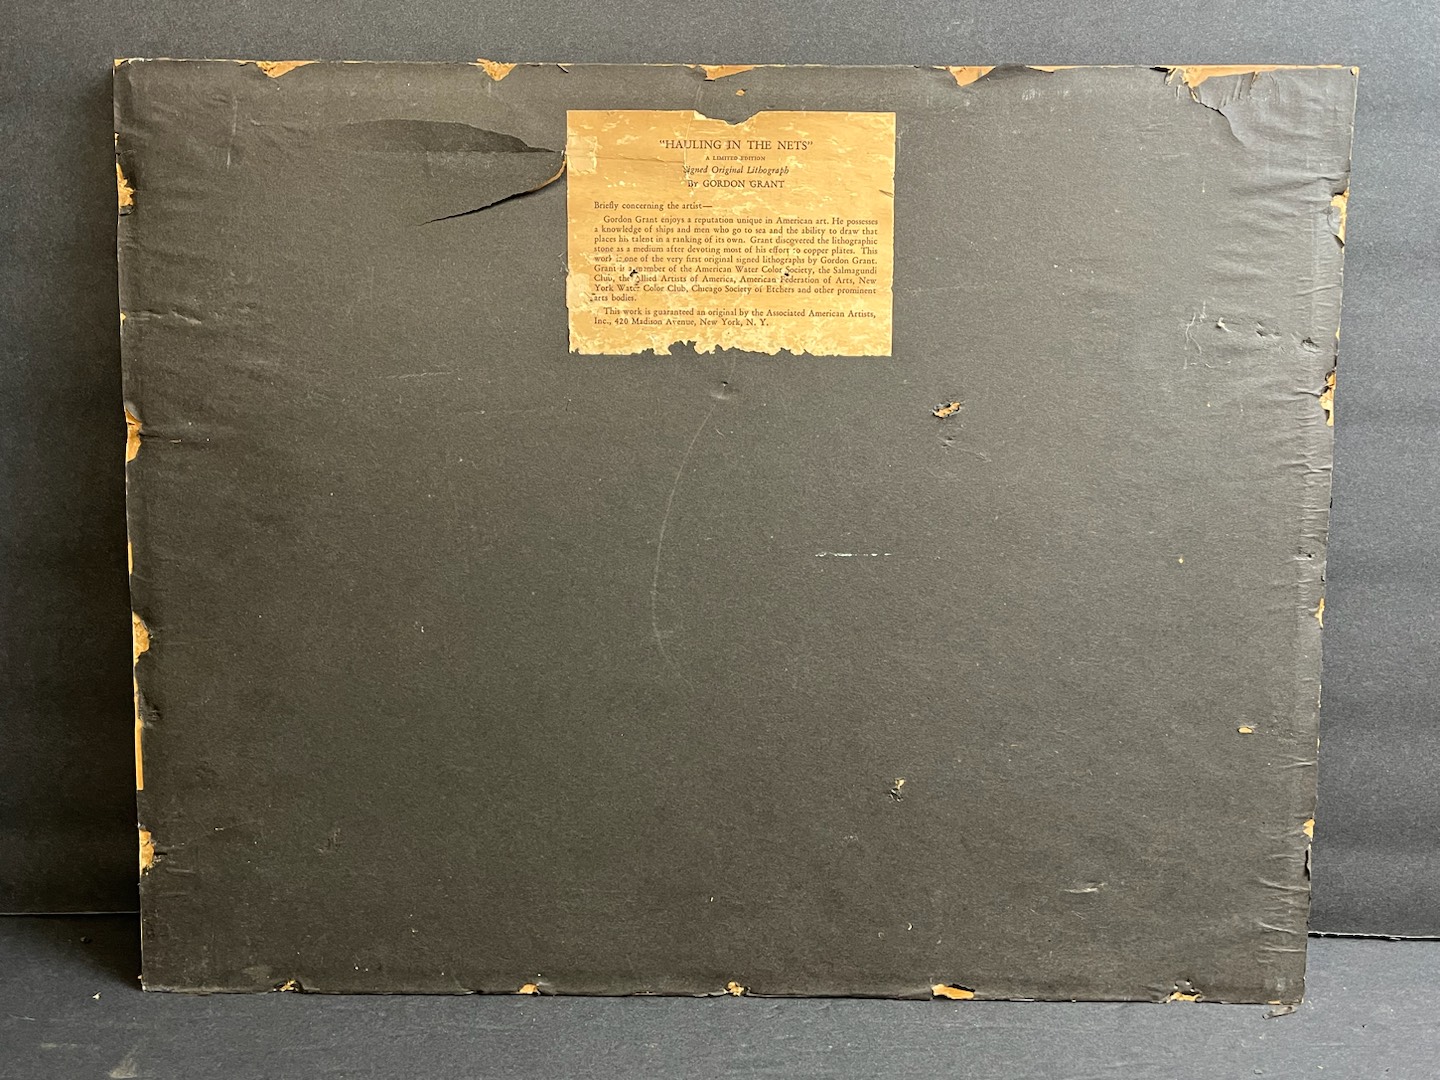 "HAULING IN THE NETS"
A LIMITED EDITION
Signed Original Lithograph
By GORDON GRANT
Briefly concerning the artist—
Gordon Grant enjoys a reputation unique in American art. He possesses
a knowledge of ships and men who go to sea and the ability to draw that
places his talent in a ranking of its own. Grant discovered the lithographic
stone as a medium after devoting most of his effort to copper plates. This
work is one of the very first original signed lithographs by Gordon Grant.
Grant is a member of the American Water Color Society, the Salmagundi
Club, the Allied Artists of America, American Federation of Arts, New
York Water Color Club, Chicago Society of Etchers and other prominent
arts bodies.
This work is guaranteed an original by the Associated American Artists,
Inc., 420 Madison Avenue, New York, N. Y.